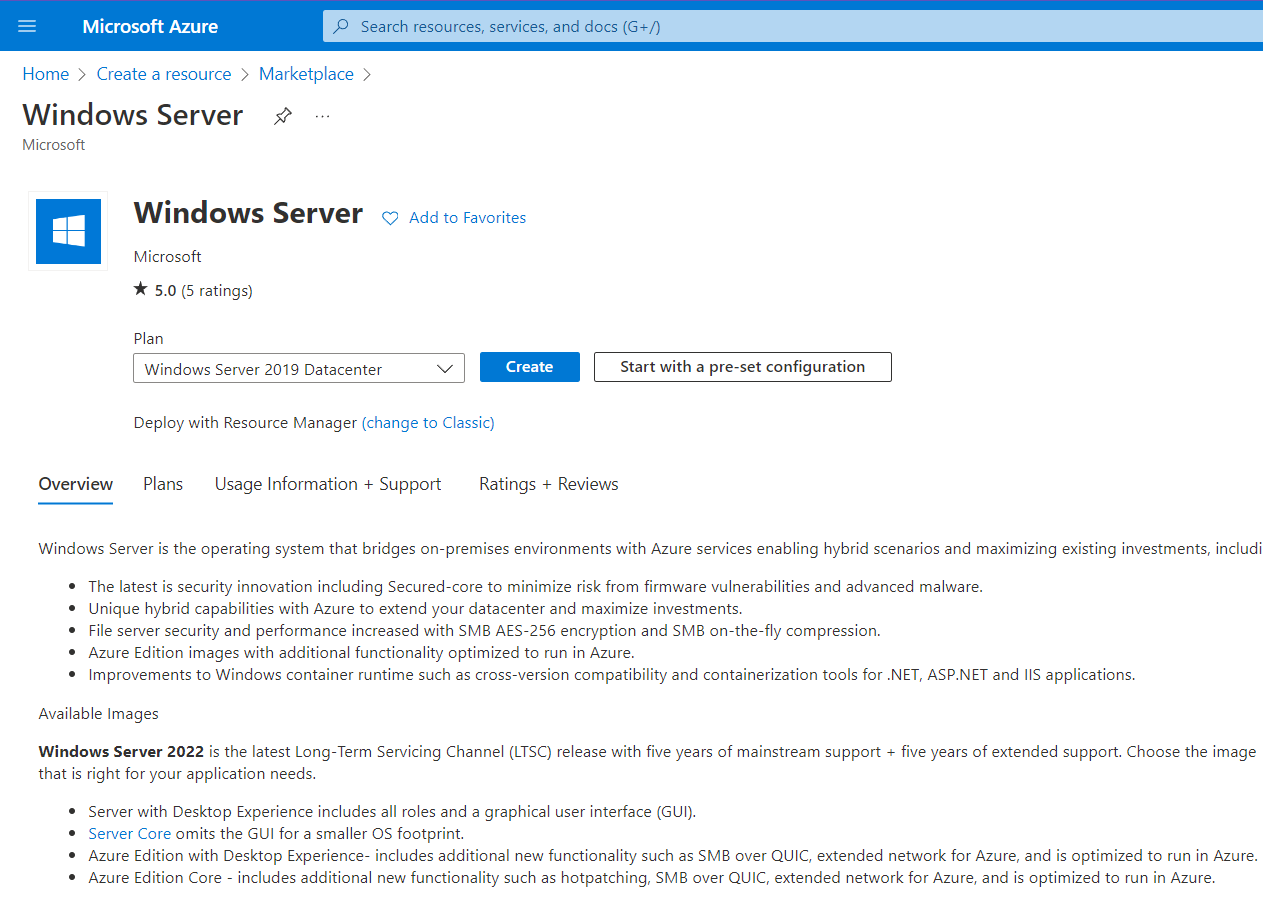 Microsoft Azure
Search resources, services, and docs (G+/)
Home > Create a resource > Marketplace >
Windows Server ...
Microsoft
Windows Server Add to Favorites
Microsoft
★ 5.0 (5 ratings)
Plan
Windows Server 2019 Datacenter Create Start with a pre-set configuration
Deploy with Resource Manager (change to Classic)
Overview Plans Usage Information + Support Ratings + Reviews
Windows Server is the operating system that bridges on-premises environments with Azure services enabling hybrid scenarios and maximizing existing investments, includi
• The latest is security innovation including Secured-core to minimize risk from firmware vulnerabilities and advanced malware.
• Unique hybrid capabilities with Azure to extend your datacenter and maximize investments.
• File server security and performance increased with SMB AES-256 encryption and SMB on-the-fly compression.
• Azure Edition images with additional functionality optimized to run in Azure.
• Improvements to Windows container runtime such as cross-version compatibility and containerization tools for .NET, ASP.NET and IIS applications.
Available Images
Windows Server 2022 is the latest Long-Term Servicing Channel (LTSC) release with five years of mainstream support + five years of extended support. Choose the image
that is right for your application needs.
• Server with Desktop Experience includes all roles and a graphical user interface (GUI).
• Server Core omits the GUI for a smaller OS footprint.
• Azure Edition with Desktop Experience- includes additional new functionality such as SMB over QUIC, extended network for Azure, and is optimized to run in Azure.
• Azure Edition Core - includes additional new functionality such as hotpatching, SMB over QUIC, extended network for Azure, and is optimized to run in Azure.